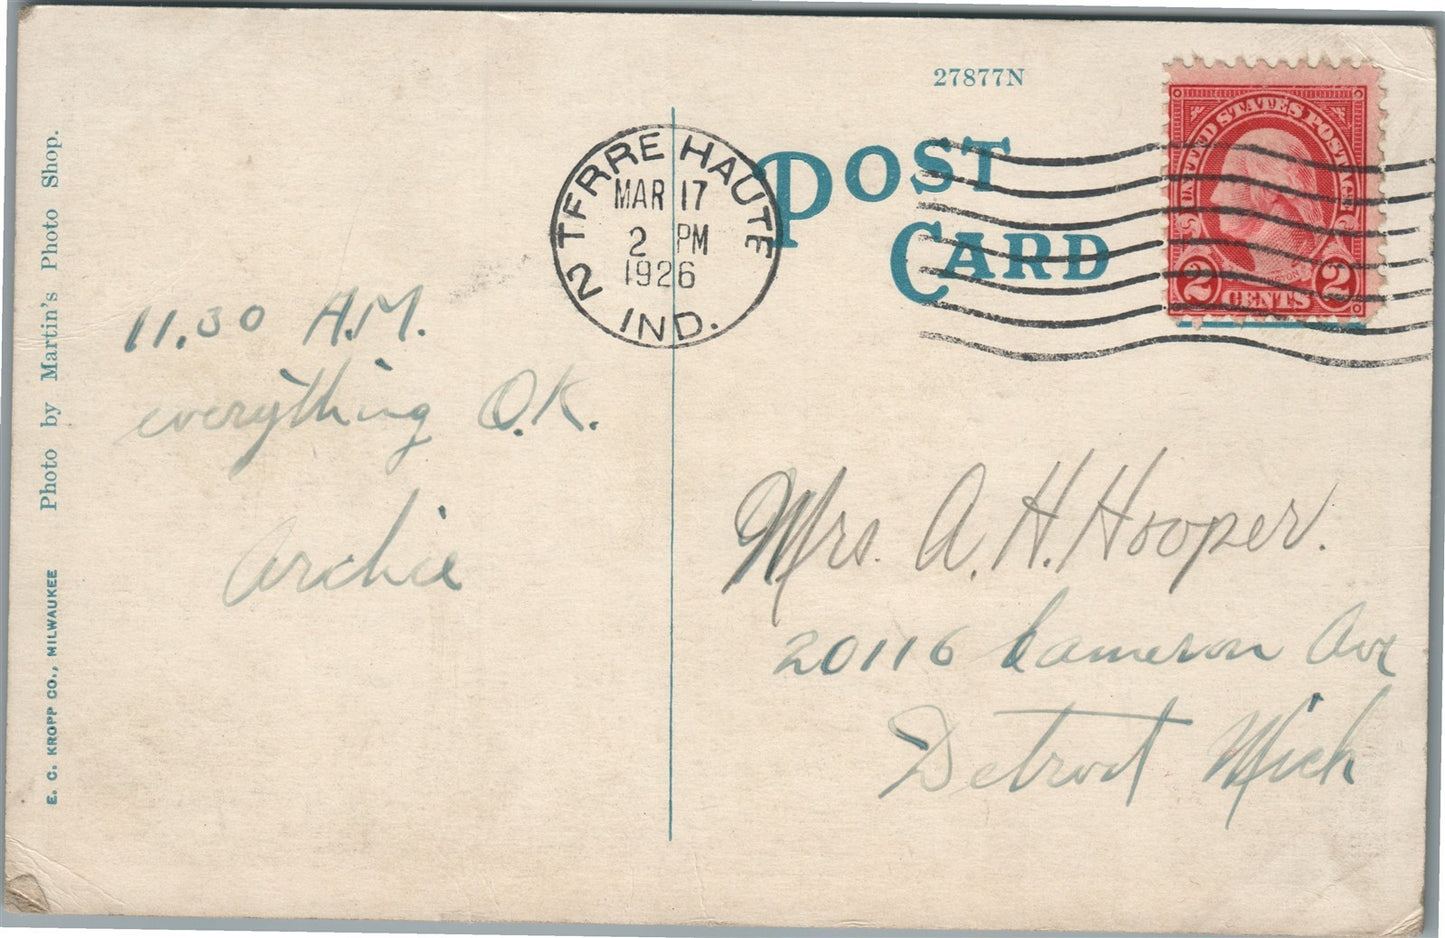 27877N
POST
CARD
UNITED STATES POSTAGE
2 CENTS 2
TERRE HAUTE
MAR 17
2 PM
1926
2
IND.
11.30 A.M.
everything O.K.
Archie
Mrs. A. H. Hooper.
20116 Cameron Ave
Detroit Mich
Photo by Martin's Photo Shop.
E. C. KROPP CO., MILWAUKEE